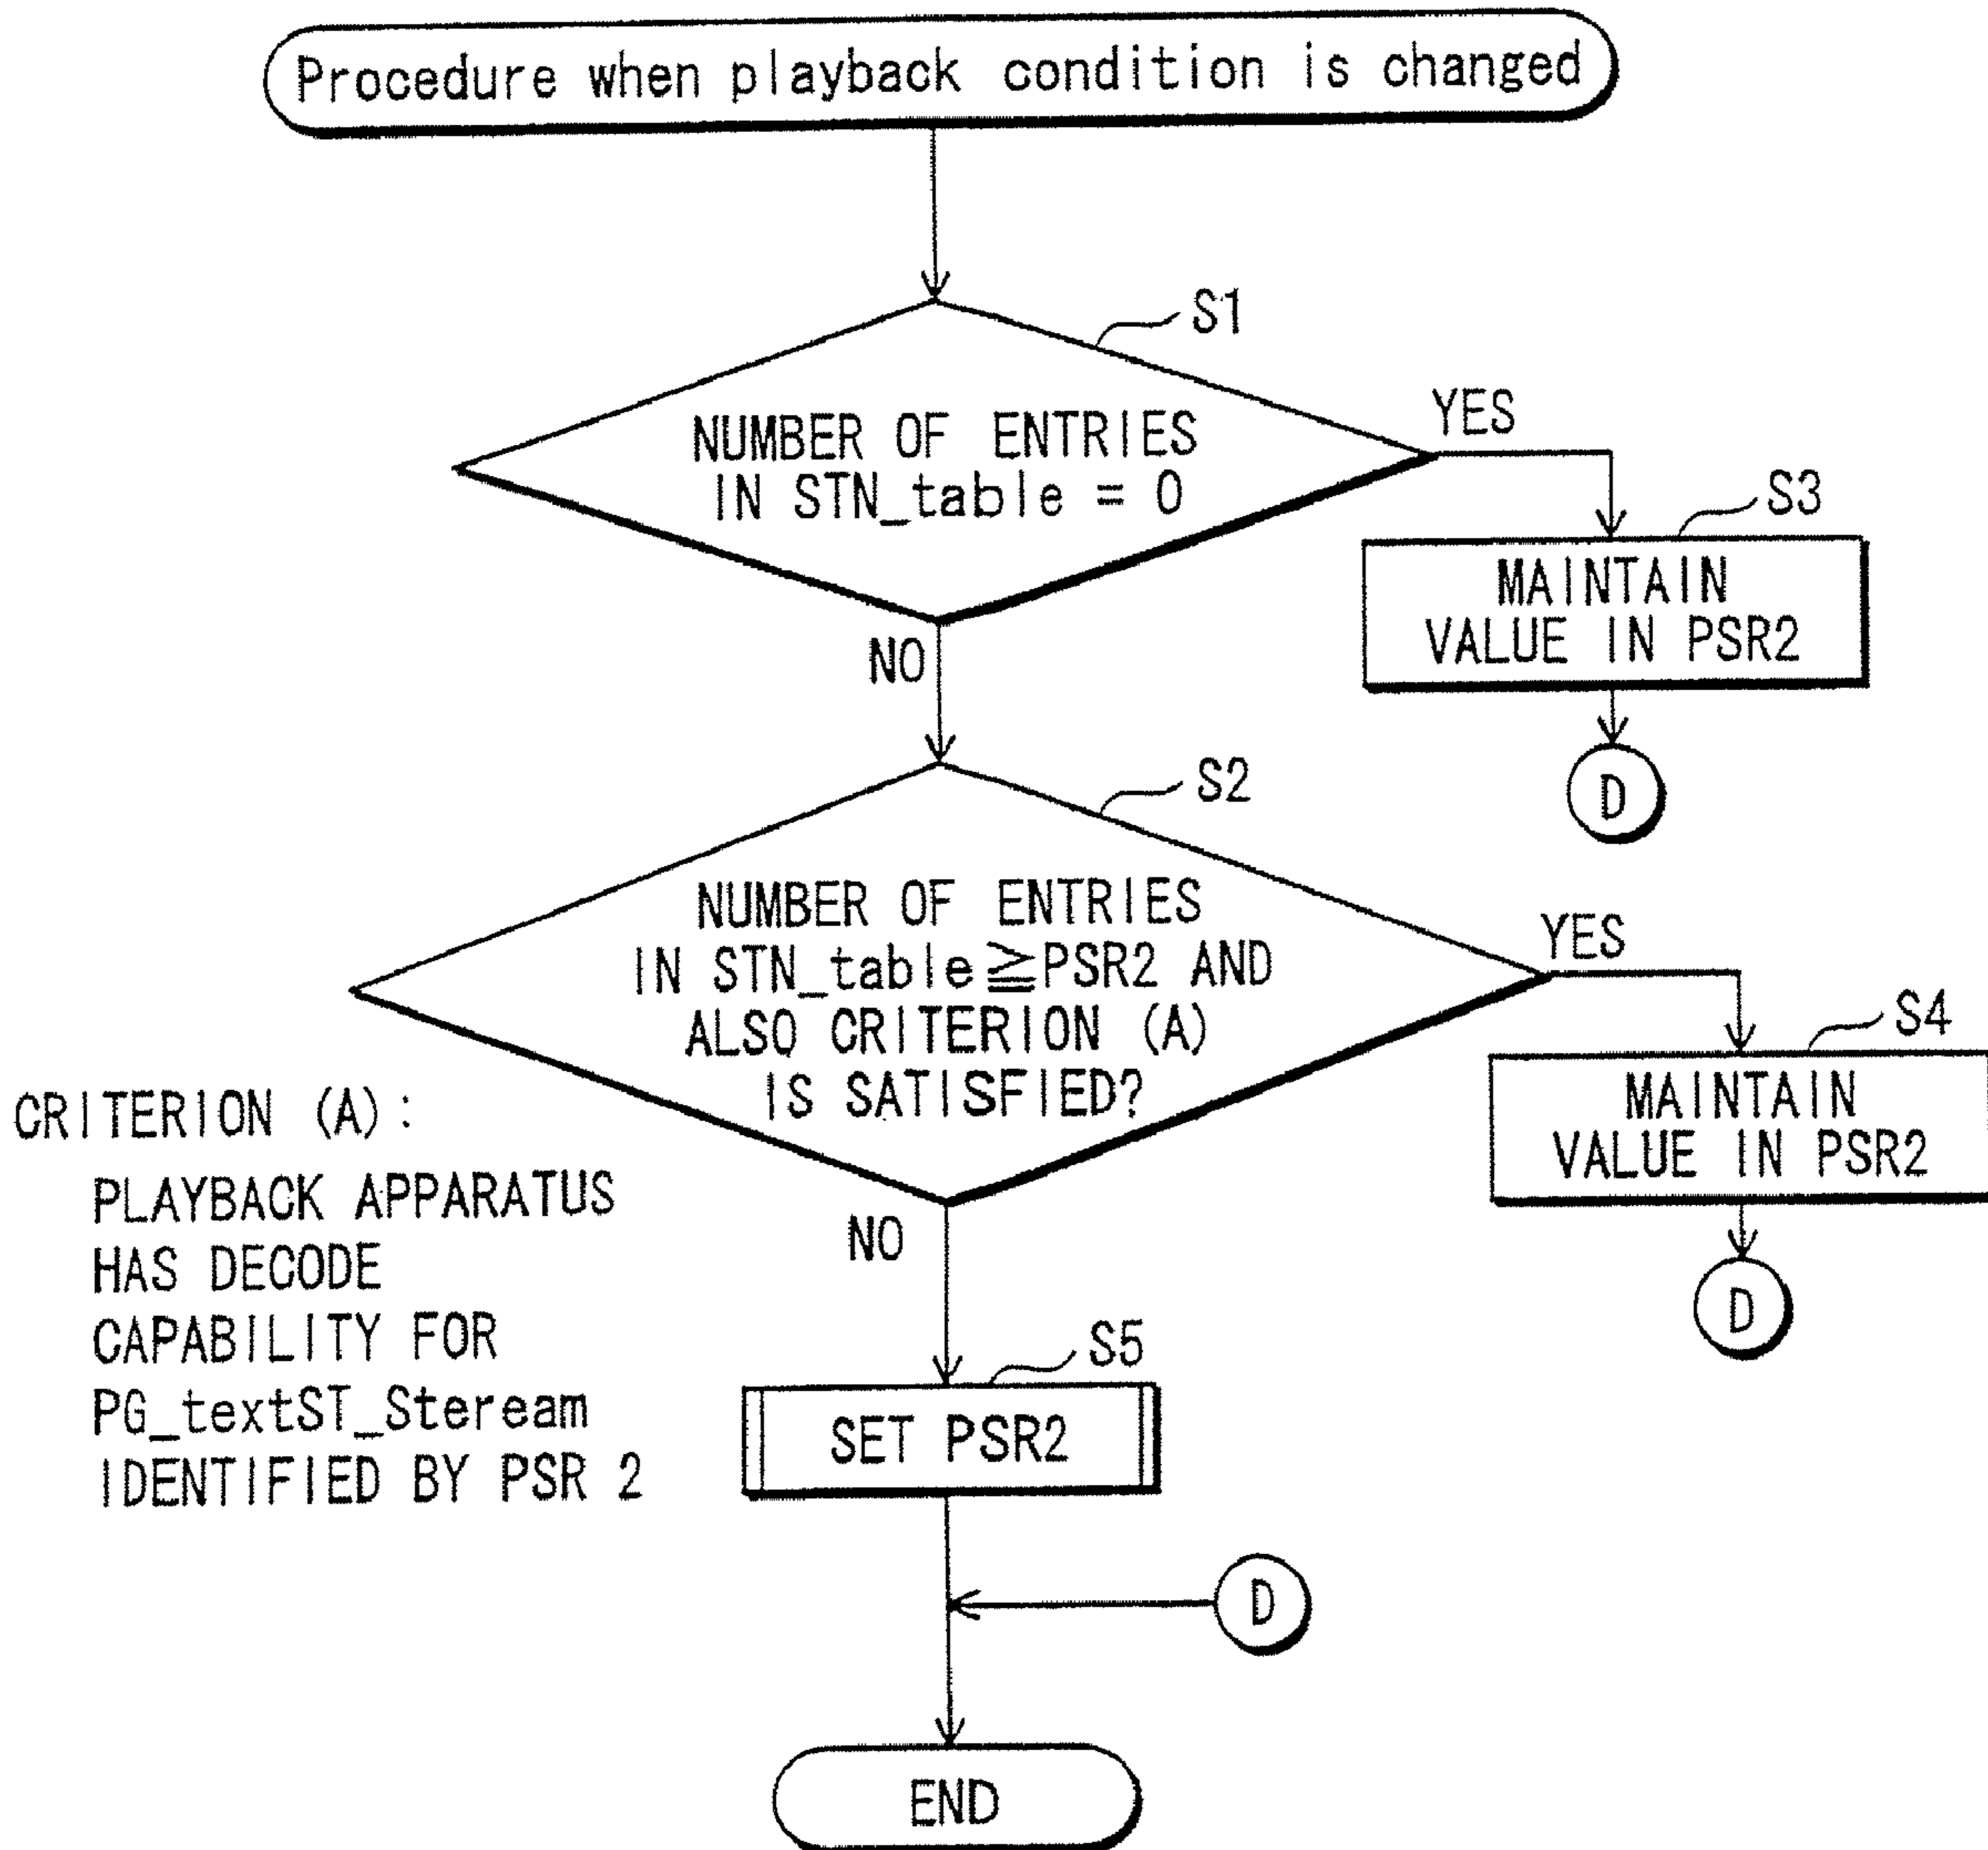 Procedure when playback condition is changed
S1
NUMBER OF ENTRIES
IN STN_table = 0
YES
S3
MAINTAIN
VALUE IN PSR2
NO
D
S2
NUMBER OF ENTRIES
IN STN_table≧PSR2 AND
ALSO CRITERION (A)
IS SATISFIED?
YES
S4
MAINTAIN
VALUE IN PSR2
CRITERION (A):
PLAYBACK APPARATUS
HAS DECODE
CAPABILITY FOR
PG_textST_Steream
IDENTIFIED BY PSR 2
NO
D
S5
SET PSR2
D
END